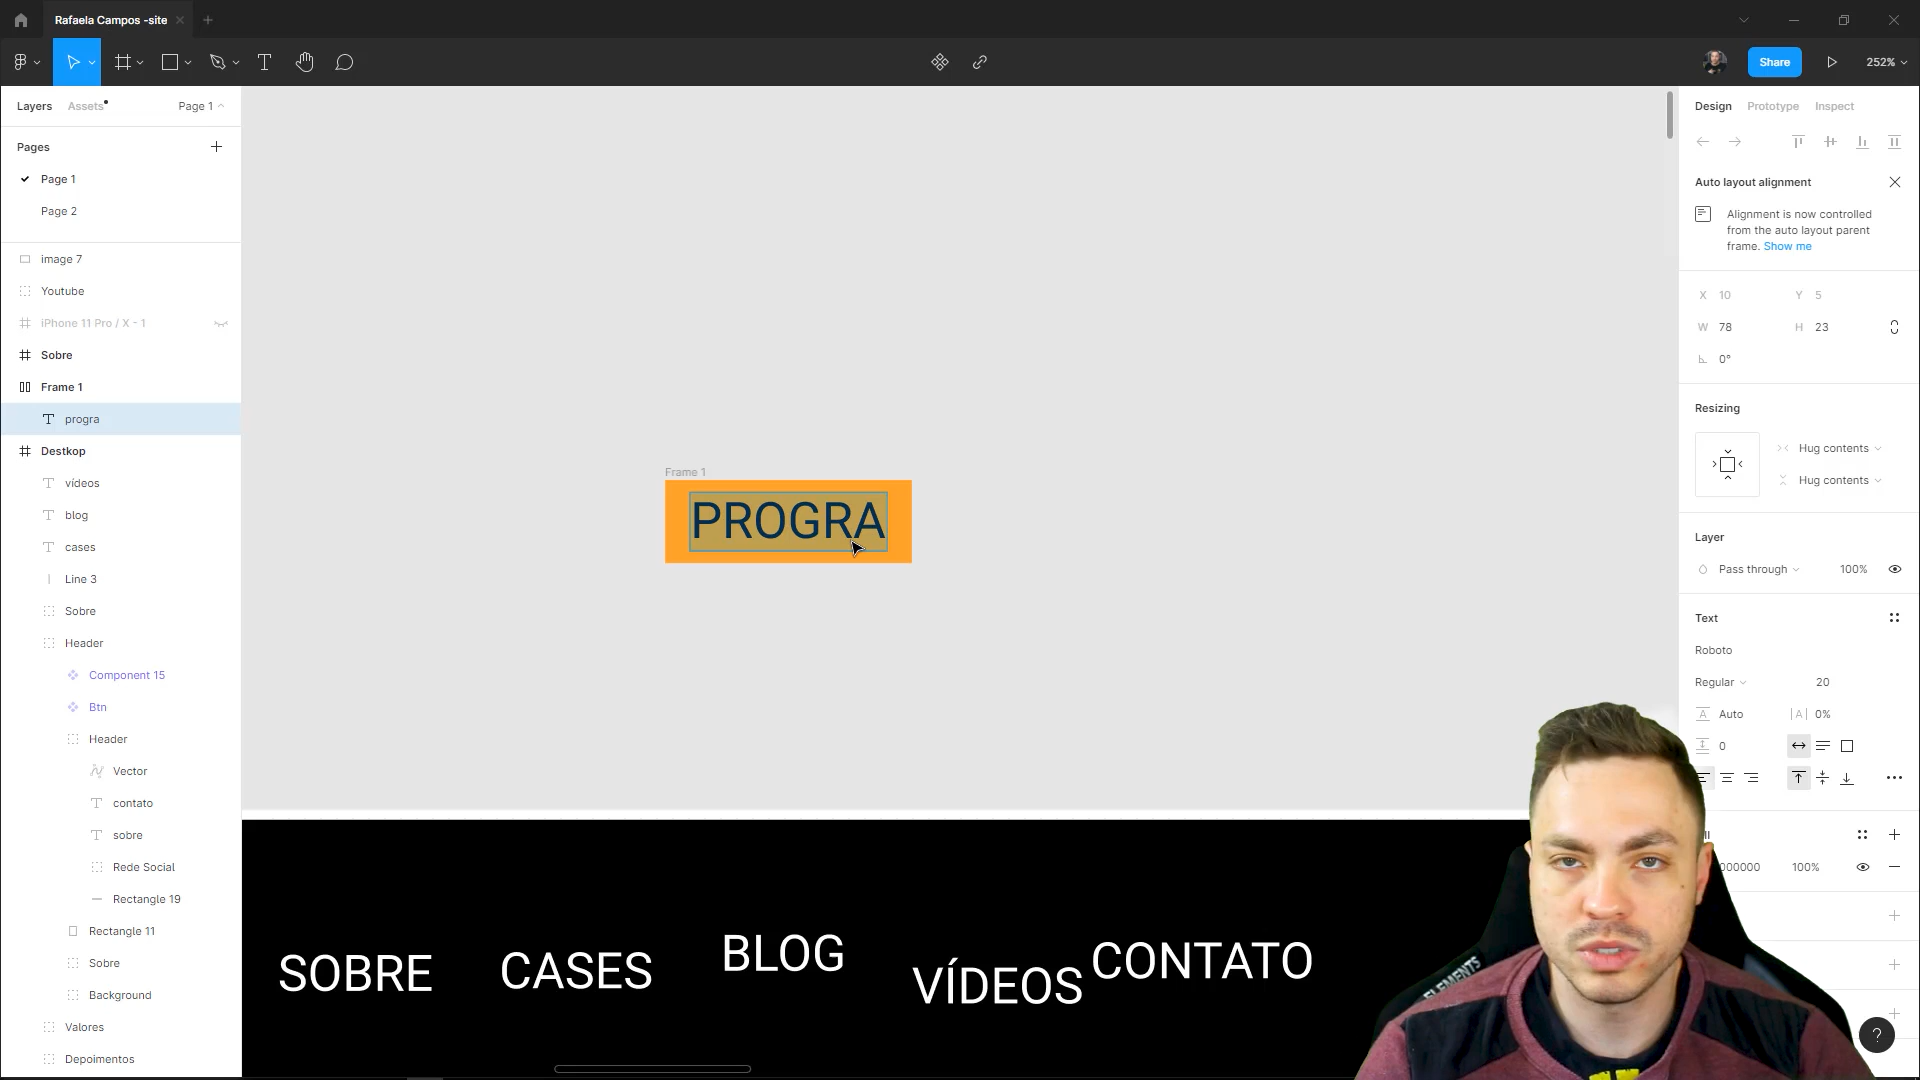 Rafaela Campos -site
Share
252%
Layers
Assets
Page 1
Pages
Page 1
Page 2
image 7
Youtube
iPhone 11 Pro / X - 1
Sobre
Frame 1
progra
Destkop
vídeos
blog
cases
Line 3
Sobre
Header
Component 15
Btn
Header
Vector
contato
sobre
Rede Social
Rectangle 19
Rectangle 11
Sobre
Background
Valores
Depoimentos
Frame 1
PROGRA
SOBRE
CASES
BLOG
VÍDEOS
CONTATO
Design
Prototype
Inspect
Auto layout alignment
Alignment is now controlled
from the auto layout parent
frame. Show me
X 10
Y 5
W 78
H 23
0°
Resizing
Hug contents
Hug contents
Layer
Pass through
100%
Text
Roboto
Regular
20
A Auto
|A| 0%
0
100%
ELEMENTS
?